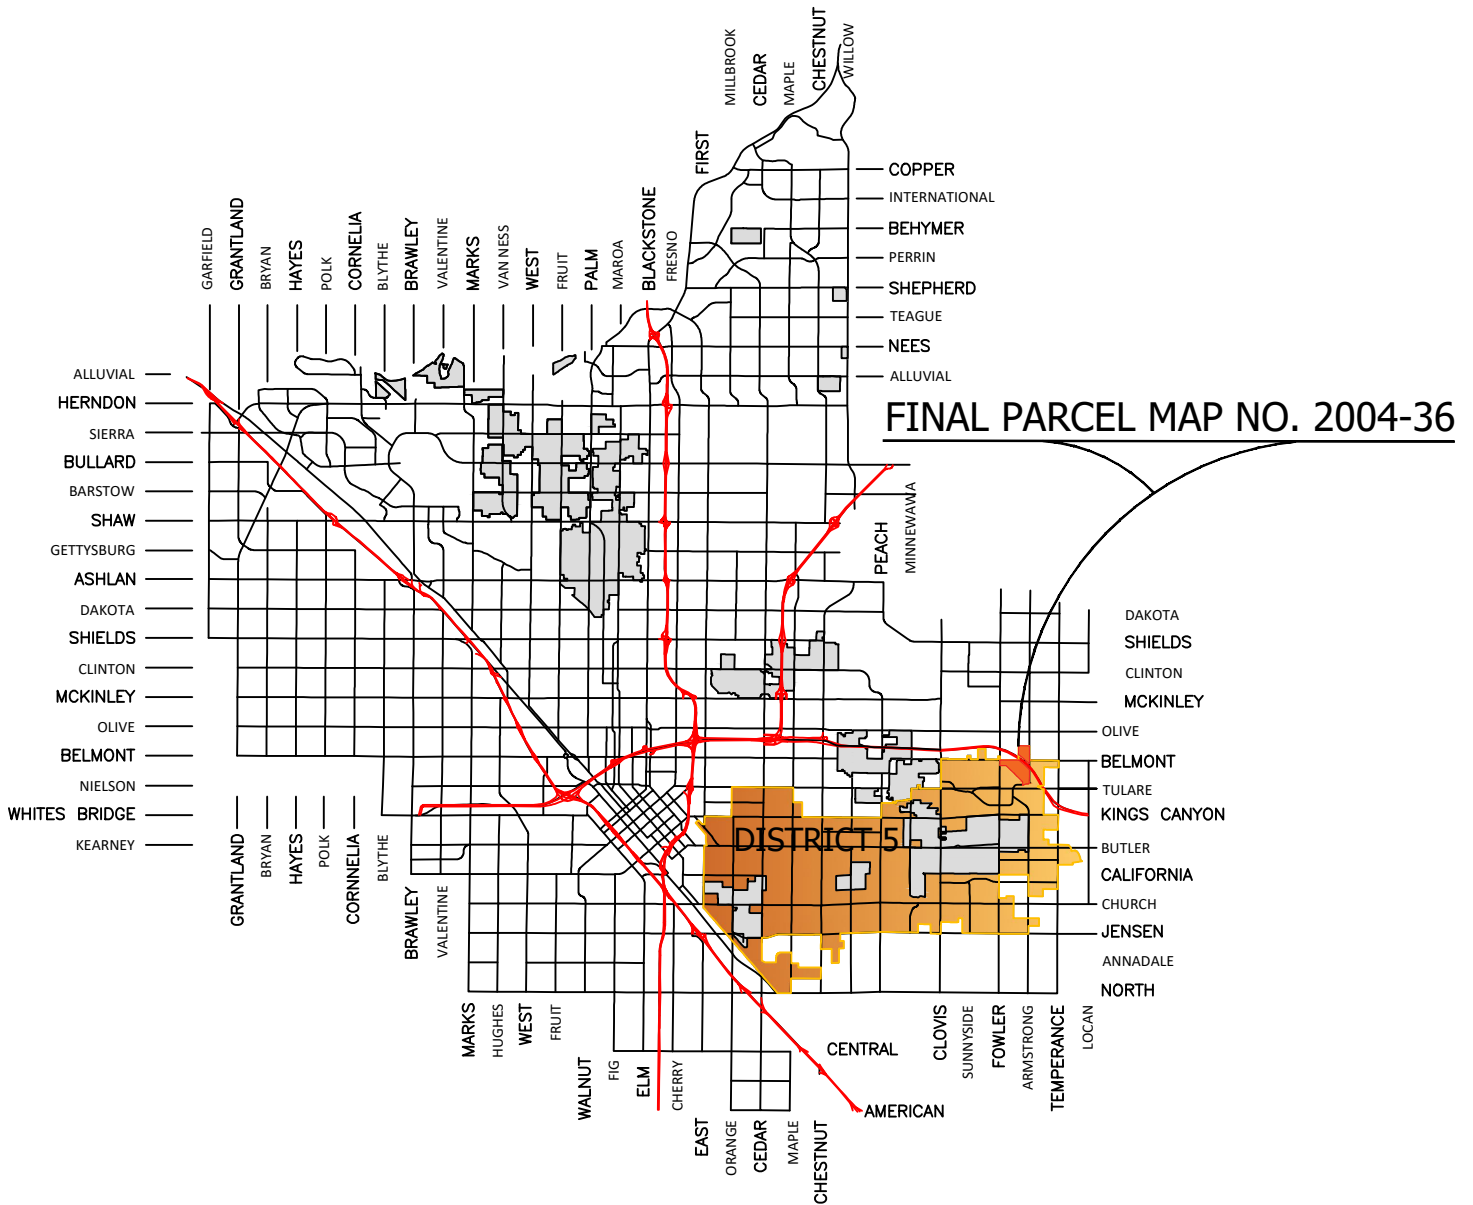 MILLBROOK
CEDAR
MAPLE
CHESTNUT
WILLOW
FIRST
COPPER
INTERNATIONAL
BEHYMER
PERRIN
SHEPHERD
TEAGUE
NEES
ALLUVIAL
GARFIELD
GRANTLAND
BRYAN
HAYES
POLK
CORNELIA
BLYTHE
BRAWLEY
VALENTINE
MARKS
VAN NESS
WEST
FRUIT
PALM
MAROA
BLACKSTONE
FRESNO
FINAL PARCEL MAP NO. 2004-36
ALLUVIAL
HERNDON
SIERRA
BULLARD
BARSTOW
SHAW
GETTYSBURG
ASHLAN
DAKOTA
SHIELDS
CLINTON
MCKINLEY
OLIVE
BELMONT
NIELSON
WHITES BRIDGE
KEARNEY
PEACH
MINNEWAWA
DAKOTA
SHIELDS
CLINTON
MCKINLEY
OLIVE
BELMONT
TULARE
KINGS CANYON
BUTLER
CALIFORNIA
CHURCH
JENSEN
ANNADALE
NORTH
DISTRICT 5
GRANTLAND
BRYAN
HAYES
POLK
CORNNELIA
BLYTHE
BRAWLEY
VALENTINE
MARKS
HUGHES
WEST
FRUIT
WALNUT
FIG
ELM
CHERRY
EAST
ORANGE
CEDAR
MAPLE
CHESTNUT
CENTRAL
AMERICAN
CLOVIS
SUNNYSIDE
FOWLER
ARMSTRONG
TEMPERANCE
LOCAN